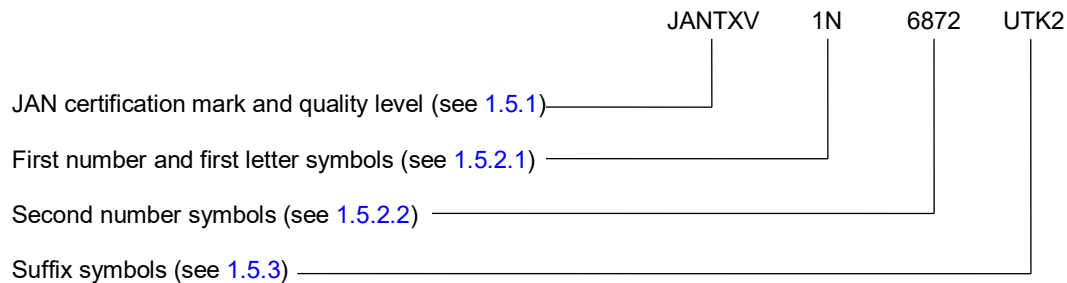 JANTXV 1N 6872 UTK2
JAN certification mark and quality level (see 1.5.1)
First number and first letter symbols (see 1.5.2.1)
Second number symbols (see 1.5.2.2)
Suffix symbols (see 1.5.3)